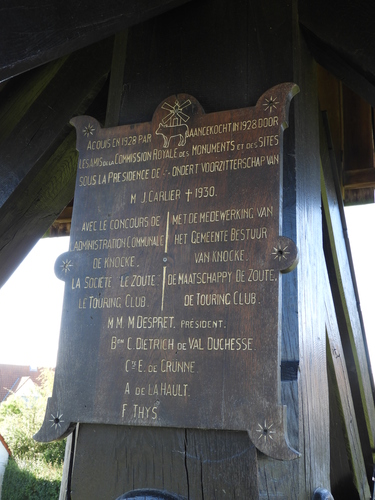 ACQUIS EN 1928 PAR AANGEKOCHT IN 1928 DOOR
LES AMIS DE LA COMMISSION ROYALE DES MONUMENTS ET DES SITES
SOUS LA PRESIDENCE DE ONDER'T VOORZITTERSCHAP VAN
M J. CARLIER † 1930.
AVEC LE CONCOURS DE
L'ADMINISTRATION COMMUNALE
DE KNOCKE.
LA SOCIETE LE ZOUTE.
LE TOURING CLUB.
MET DE MEDEWERKING VAN
HET GEMEENTE BESTUUR
VAN KNOCKE.
DE MAATSCHAPPY DE ZOUTE.
DE TOURING CLUB.
M M. M DESPRET. PRÉSIDENT.
BON C DIETRICH DE VAL DUCHESSE
CTE E. DE GRUNNE
A DE LA HAULT.
F THYS